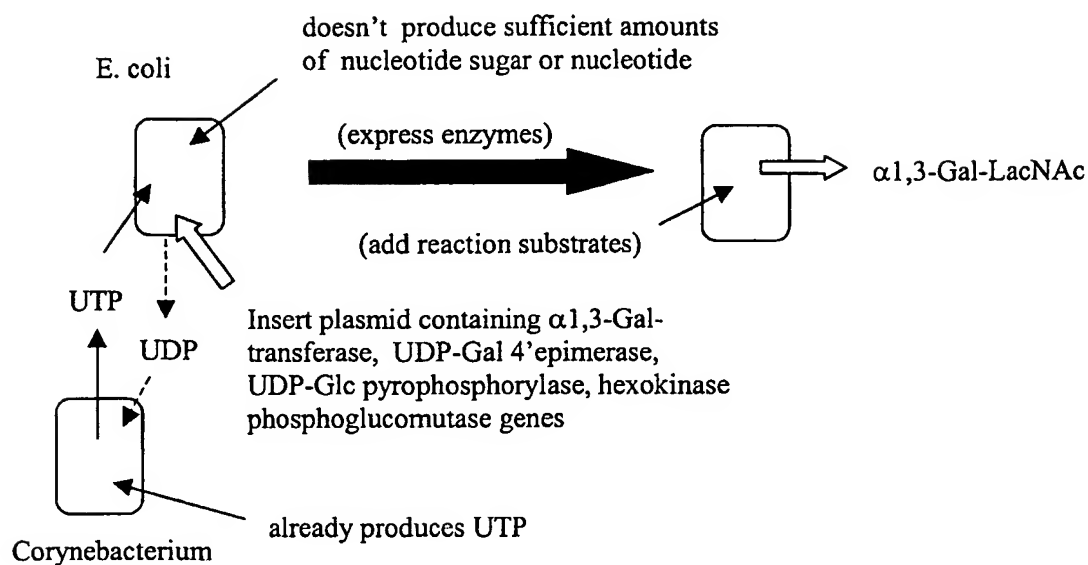 doesn't produce sufficient amounts
of nucleotide sugar or nucleotide
E. coli
(express enzymes)
α1,3-Gal-LacNAc
(add reaction substrates)
UTP
UDP
Insert plasmid containing α1,3-Gal-
transferase, UDP-Gal 4'epimerase,
UDP-Glc pyrophosphorylase, hexokinase
phosphoglucomutase genes
already produces UTP
Corynebacterium